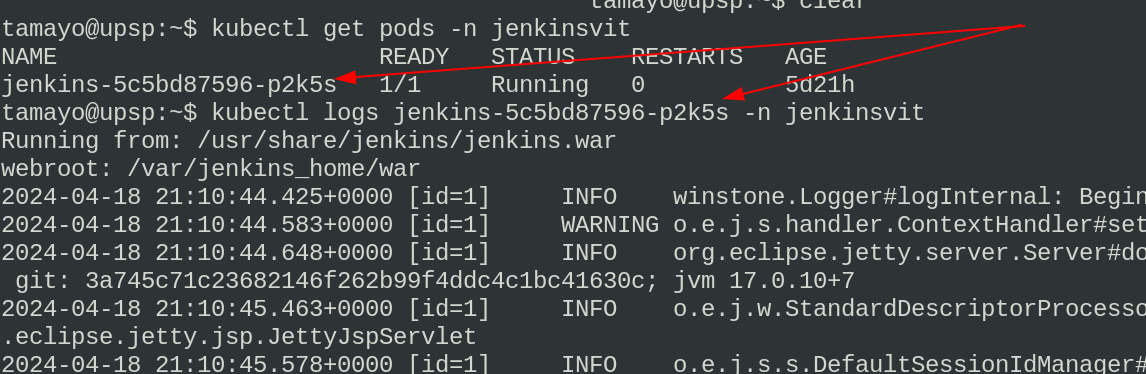 tamayo@upsp:~$ clear
tamayo@upsp:~$ kubectl get pods -n jenkinsvit
NAME READY STATUS RESTARTS AGE
jenkins-5c5bd87596-p2k5s 1/1 Running 0 5d21h
tamayo@upsp:~$ kubectl logs jenkins-5c5bd87596-p2k5s -n jenkinsvit
Running from: /usr/share/jenkins/jenkins.war
webroot: /var/jenkins_home/war
2024-04-18 21:10:44.425+0000 [id=1] INFO winstone.Logger#logInternal: Begin
2024-04-18 21:10:44.583+0000 [id=1] WARNING o.e.j.s.handler.ContextHandler#set
2024-04-18 21:10:44.648+0000 [id=1] INFO org.eclipse.jetty.server.Server#do
git: 3a745c71c23682146f262b99f4ddc4c1bc41630c; jvm 17.0.10+7
2024-04-18 21:10:45.463+0000 [id=1] INFO o.e.j.w.StandardDescriptorProcesso
.eclipse.jetty.jsp.JettyJspServlet
2024-04-18 21:10:45.578+0000 [id=1] INFO o.e.j.s.s.DefaultSessionIdManager#